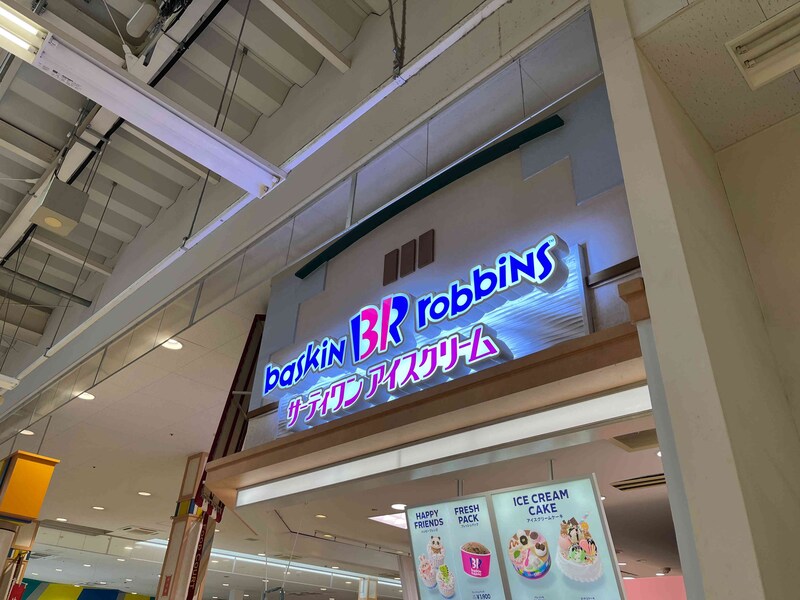 baskin BR robbins
サーティワン アイスクリーム
HAPPY
FRIENDS
FRESH
PACK
ICE CREAM
CAKE
アイスクリームケーキ